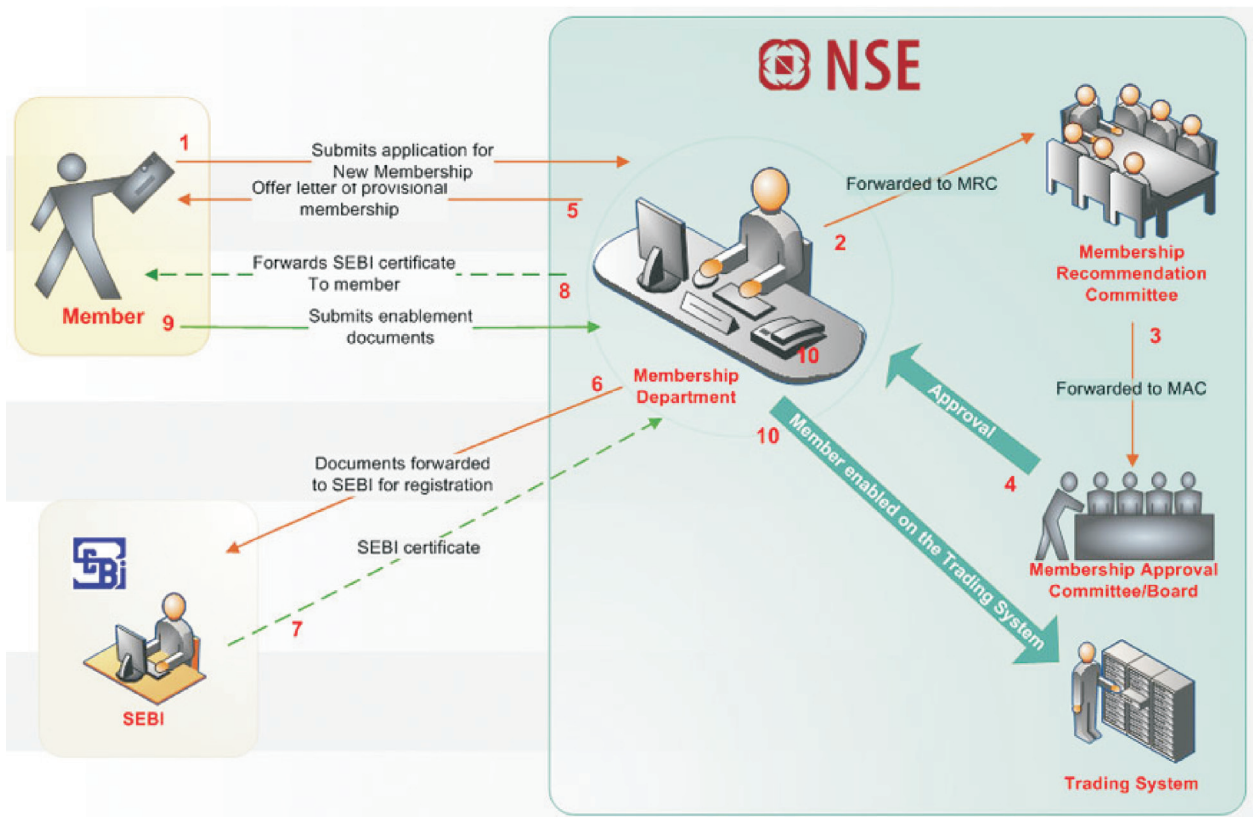 NSE
1
Submits application for
New Membership
Offer letter of provisional
membership
5
Forwarded to MRC
2
Membership
Recommendation
Committee
Forwards SEBI certificate
To member
8
Member
9
Submits enablement
documents
10
3
Forwarded to MAC
6
Membership
Department
Approval
4
10
Member enabled on the Trading System
Documents forwarded
to SEBI for registration
Membership Approval
Committee/Board
SEBI certificate
7
SEBi
SEBI
Trading System